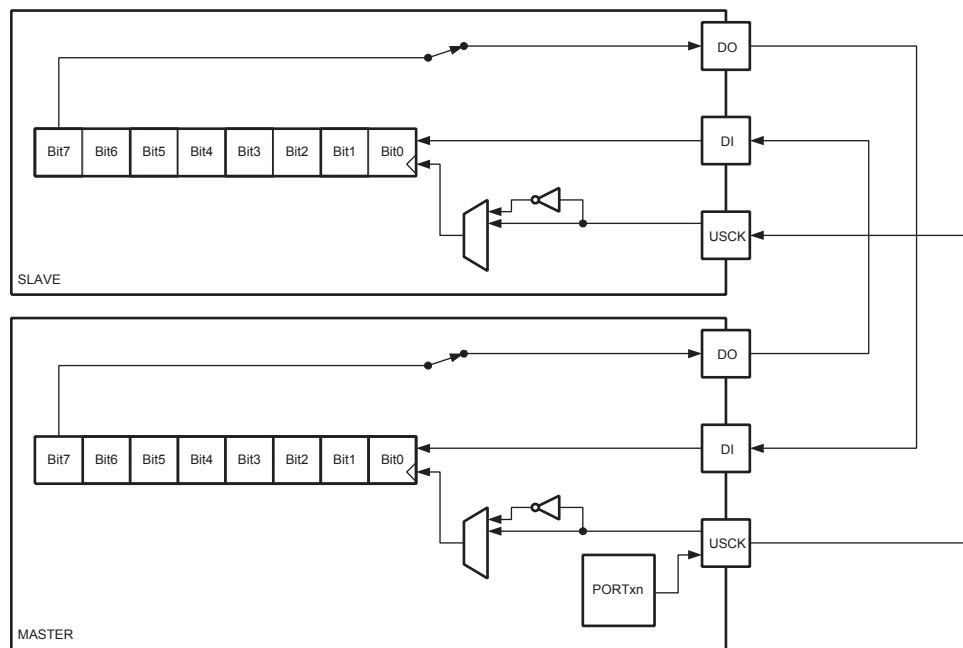 DO
Bit7 Bit6 Bit5 Bit4 Bit3 Bit2 Bit1 Bit0
DI
USCK
SLAVE
DO
Bit7 Bit6 Bit5 Bit4 Bit3 Bit2 Bit1 Bit0
DI
USCK
PORTxn
MASTER